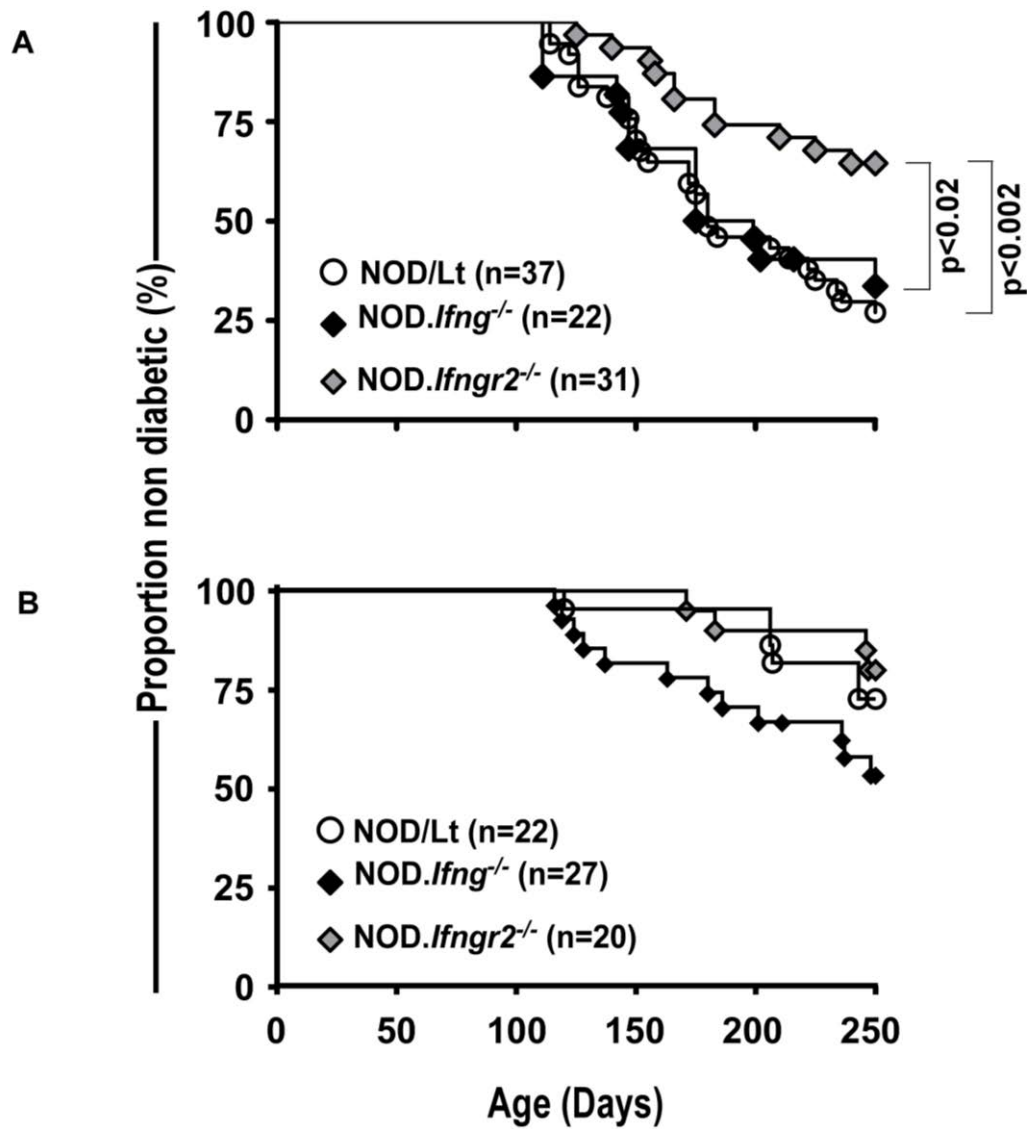 A
Proportion non diabetic (%)
100
75
50
25
0
NOD/Lt (n=37)
NOD.Ifng-/- (n=22)
NOD.Ifngr2-/- (n=31)
p<0.02
p<0.002
B
100
75
50
25
0
NOD/Lt (n=22)
NOD.Ifng-/- (n=27)
NOD.Ifngr2-/- (n=20)
0 50 100 150 200 250
Age (Days)